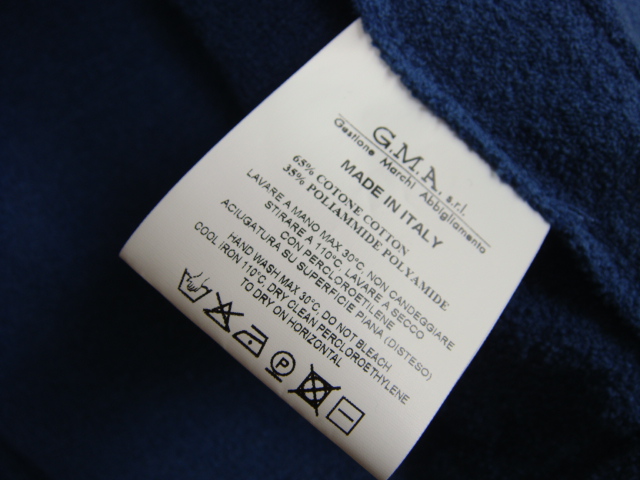 G.M.A. s.r.l.
Gestione Marchi Abbigliamento
MADE IN ITALY
65% COTONE COTTON
35% POLIAMMIDE POLYAMIDE
LAVARE A MANO MAX 30°C, NON CANDEGGIARE
STIRARE A 110°C, LAVARE A SECCO
CON PERCLOROETILENE
ACIUGATURA SU SUPERFICIE PIANA (DISTESO)
HAND WASH MAX 30°C, DO NOT BLEACH
COOL IRON 110°C, DRY CLEAN PERCLOROETHYLENE
TO DRY ON HORIZONTAL
P